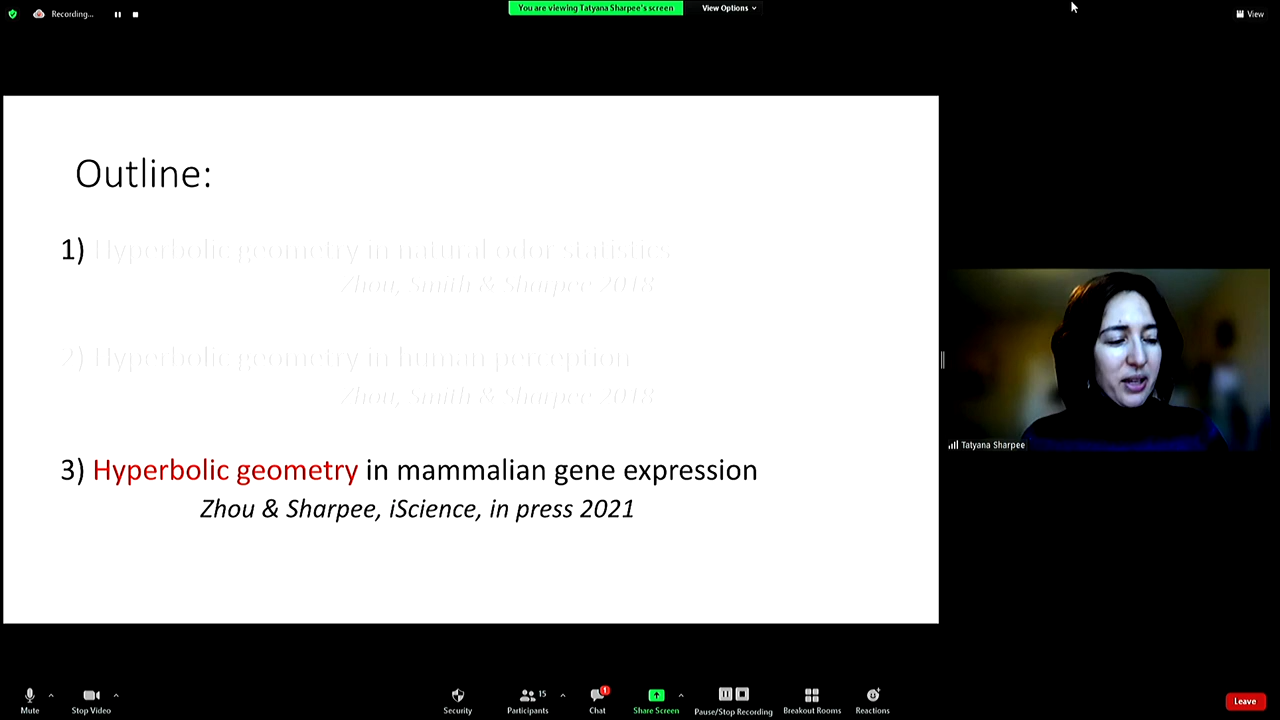 Recording...
You are viewing Tatyana Sharpee's screen
View Options
View
Outline:
1) Hyperbolic geometry in natural odor statistics
Zhou, Smith & Sharpee 2018
2) Hyperbolic geometry in human perception
Zhou, Smith & Sharpee 2018
3) Hyperbolic geometry in mammalian gene expression
Zhou & Sharpee, iScience, in press 2021
Tatyana Sharpee
Mute
Stop Video
Security
Participants
15
Chat
1
Share Screen
Pause/Stop Recording
Breakout Rooms
Reactions
Leave